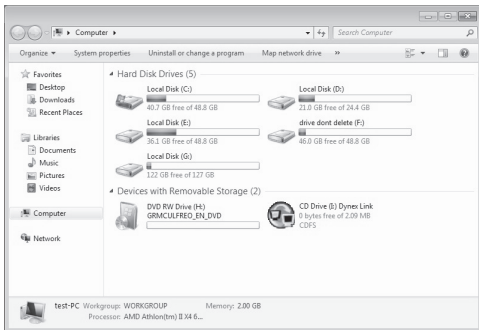 Computer
Search Computer
Organize System properties Uninstall or change a program Map network drive »
Favorites
Desktop
Downloads
Recent Places
Libraries
Documents
Music
Pictures
Videos
Computer
Network
Hard Disk Drives (5)
Local Disk (C:)
40.7 GB free of 48.8 GB
Local Disk (D:)
21.0 GB free of 24.4 GB
Local Disk (E:)
36.1 GB free of 48.8 GB
drive dont delete (F:)
46.0 GB free of 48.8 GB
Local Disk (G:)
122 GB free of 127 GB
Devices with Removable Storage (2)
DVD RW Drive (H:)
GRMCULFREO_EN_DVD
CD Drive (I:) Dynex Link
0 bytes free of 2.09 MB
CDFS
test-PC Workgroup: WORKGROUP Memory: 2.00 GB
Processor: AMD Athlon(tm) II X4 6...